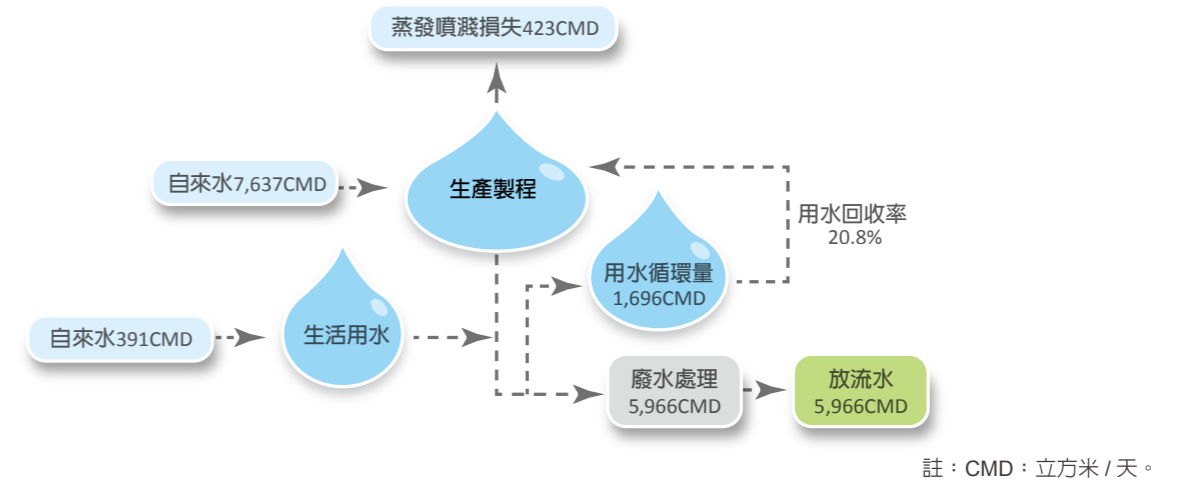 蒸發噴濺損失423CMD
自來水7,637CMD
生產製程
用水回收率
20.8%
用水循環量
1,696CMD
自來水391CMD
生活用水
廢水處理
5,966CMD
放流水
5,966CMD
註：CMD：立方米 / 天。